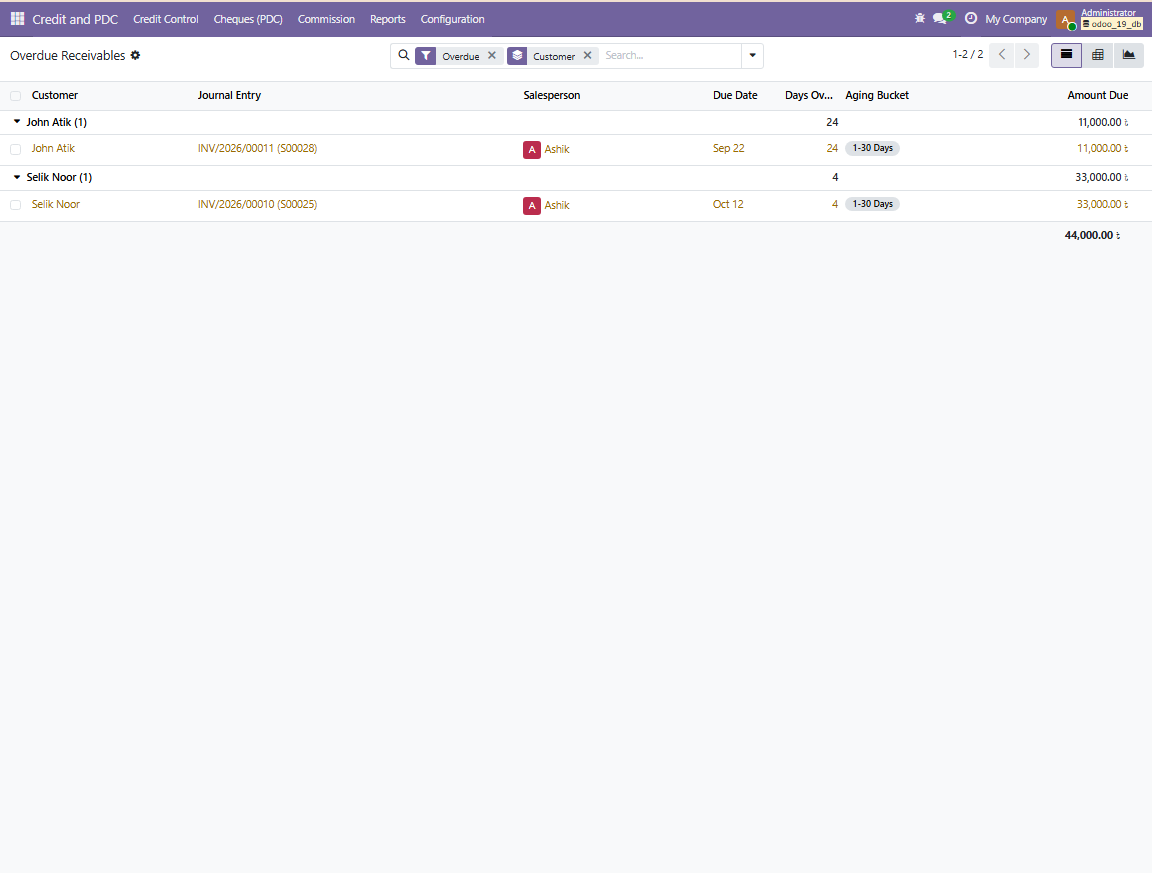 Credit and PDC Credit Control Cheques (PDC) Commission Reports Configuration 2 My Company A Administrator
odoo_19_db
Overdue Receivables Overdue Customer Search... 1-2 / 2
Customer Journal Entry Salesperson Due Date Days Ov... Aging Bucket Amount Due
John Atik (1) 24 11,000.00 ৳
John Atik INV/2026/00011 (S00028) A Ashik Sep 22 24 1-30 Days 11,000.00 ৳
Selik Noor (1) 4 33,000.00 ৳
Selik Noor INV/2026/00010 (S00025) A Ashik Oct 12 4 1-30 Days 33,000.00 ৳
44,000.00 ৳